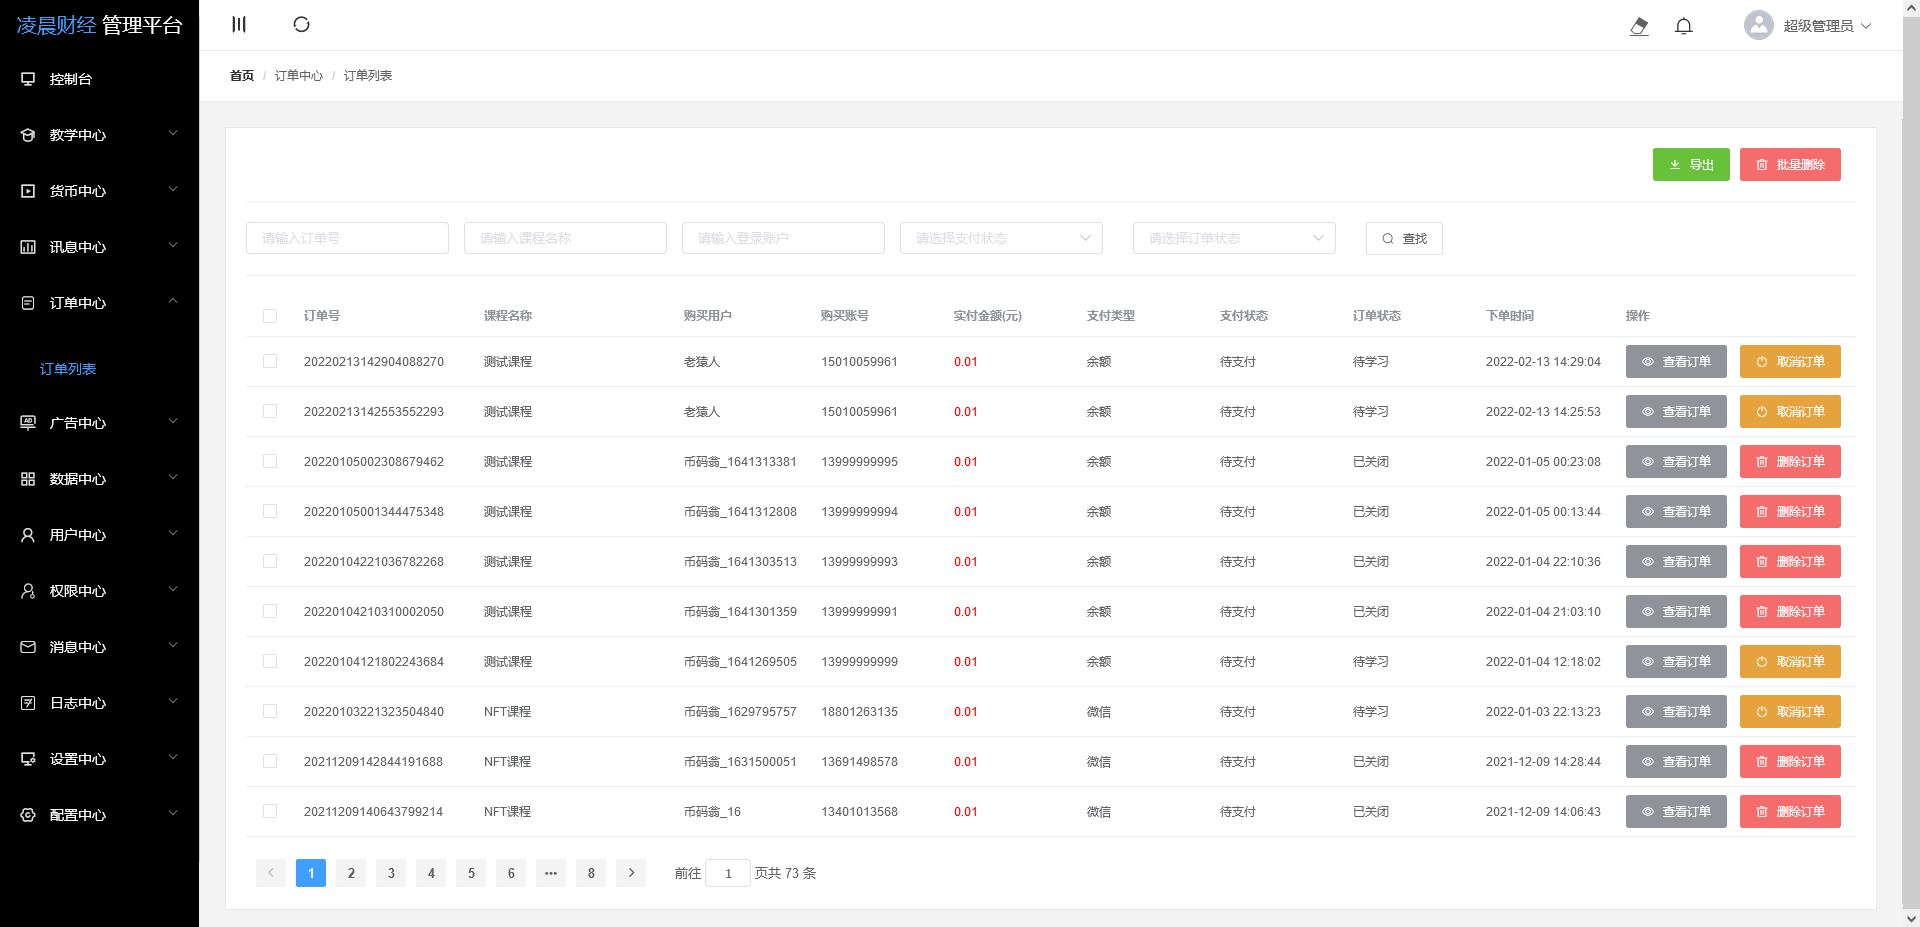 凌晨财经 管理平台
控制台
教学中心
货币中心
讯息中心
订单中心
订单列表
广告中心
数据中心
用户中心
权限中心
消息中心
日志中心
设置中心
配置中心
超级管理员
首页 / 订单中心 / 订单列表
导出 批量删除
请输入订单号 请输入课程名称 请输入登录账户 请选择支付状态 请选择订单状态 查找
订单号 课程名称 购买用户 购买账号 实付金额(元) 支付类型 支付状态 订单状态 下单时间 操作
20220213142904088270 测试课程 老猿人 15010059961 0.01 余额 待支付 待学习 2022-02-13 14:29:04 查看订单 取消订单
20220213142553552293 测试课程 老猿人 15010059961 0.01 余额 待支付 待学习 2022-02-13 14:25:53 查看订单 取消订单
20220105002308679462 测试课程 币码翁_1641313381 13999999995 0.01 余额 待支付 已关闭 2022-01-05 00:23:08 查看订单 删除订单
20220105001344475348 测试课程 币码翁_1641312808 13999999994 0.01 余额 待支付 已关闭 2022-01-05 00:13:44 查看订单 删除订单
20220104221036782268 测试课程 币码翁_1641303513 13999999993 0.01 余额 待支付 已关闭 2022-01-04 22:10:36 查看订单 删除订单
20220104210310002050 测试课程 币码翁_1641301359 13999999991 0.01 余额 待支付 已关闭 2022-01-04 21:03:10 查看订单 删除订单
20220104121802243684 测试课程 币码翁_1641269505 13999999999 0.01 余额 待支付 待学习 2022-01-04 12:18:02 查看订单 取消订单
20220103221323504840 NFT课程 币码翁_1629795757 18801263135 0.01 微信 待支付 待学习 2022-01-03 22:13:23 查看订单 取消订单
20211209142844191688 NFT课程 币码翁_1631500051 13691498578 0.01 微信 待支付 已关闭 2021-12-09 14:28:44 查看订单 删除订单
20211209140643799214 NFT课程 币码翁_16 13401013568 0.01 微信 待支付 已关闭 2021-12-09 14:06:43 查看订单 删除订单
1 2 3 4 5 6 ••• 8 前往 1 页共 73 条